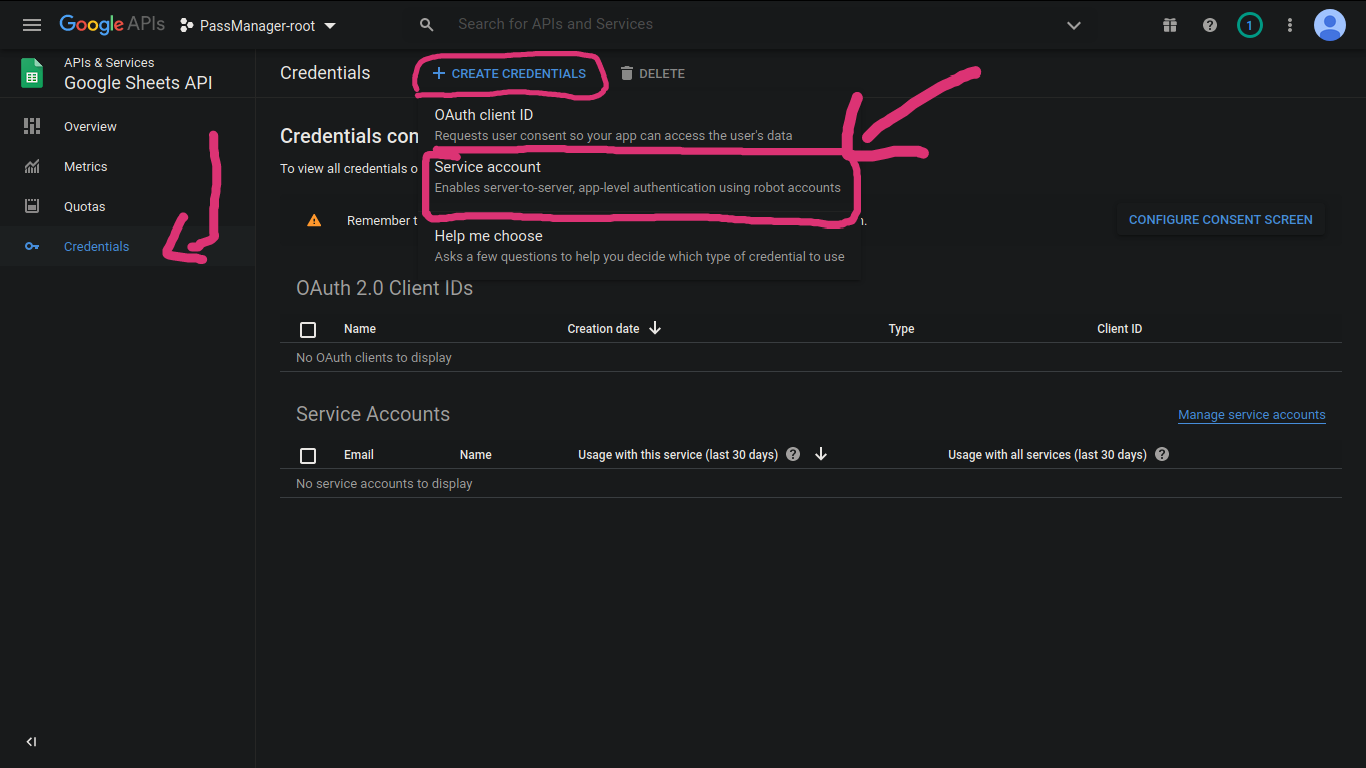 Google APIs PassManager-root Search for APIs and Services 1
APIs & Services
Google Sheets API
Overview
Metrics
Quotas
Credentials
Credentials + CREATE CREDENTIALS DELETE
OAuth client ID
Requests user consent so your app can access the user's data
Service account
Enables server-to-server, app-level authentication using robot accounts
Help me choose
Asks a few questions to help you decide which type of credential to use
Credentials
To view all credentials
Remember
CONFIGURE CONSENT SCREEN
OAuth 2.0 Client IDs
Name Creation date Type Client ID
No OAuth clients to display
Service Accounts Manage service accounts
Email Name Usage with this service (last 30 days) ? Usage with all services (last 30 days) ?
No service accounts to display